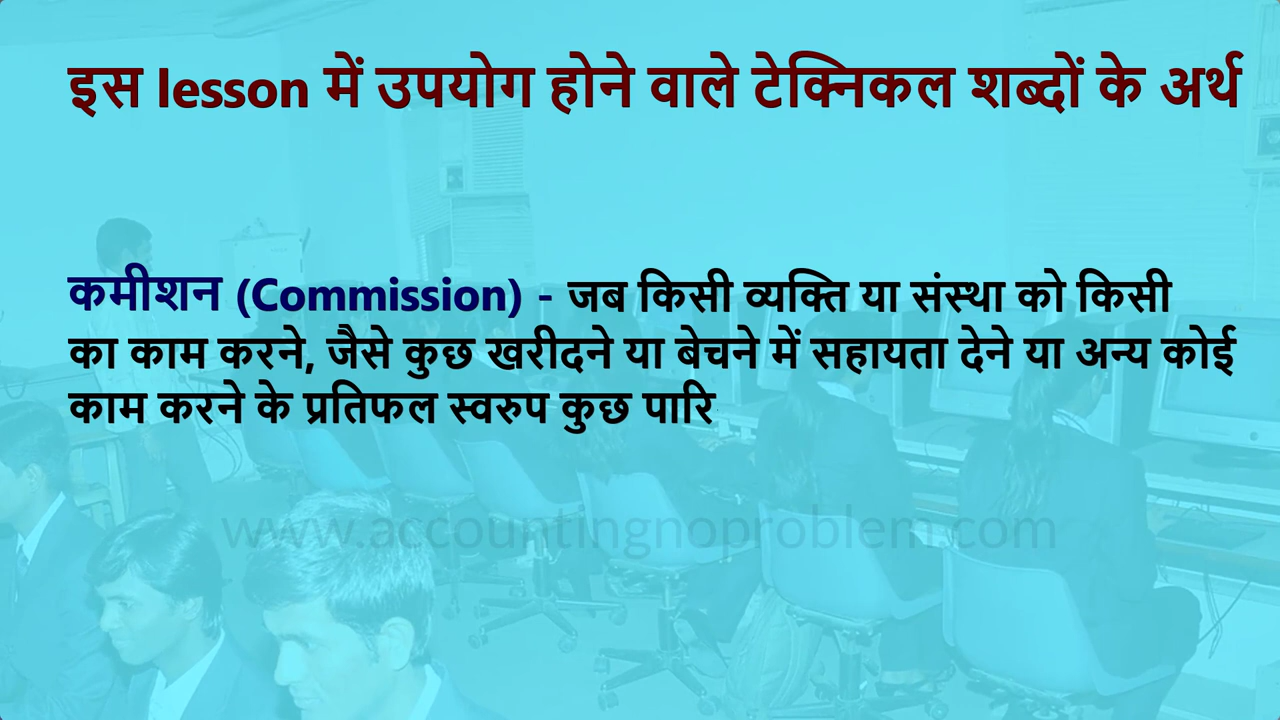 इस lesson में उपयोग होने वाले टेक्निकल शब्दों के अर्थ
कमीशन (Commission) - जब किसी व्यक्ति या संस्था को किसी
का काम करने, जैसे कुछ खरीदने या बेचने में सहायता देने या अन्य कोई
काम करने के प्रतिफल स्वरुप कुछ पारि
www.accountingnoproblem.com